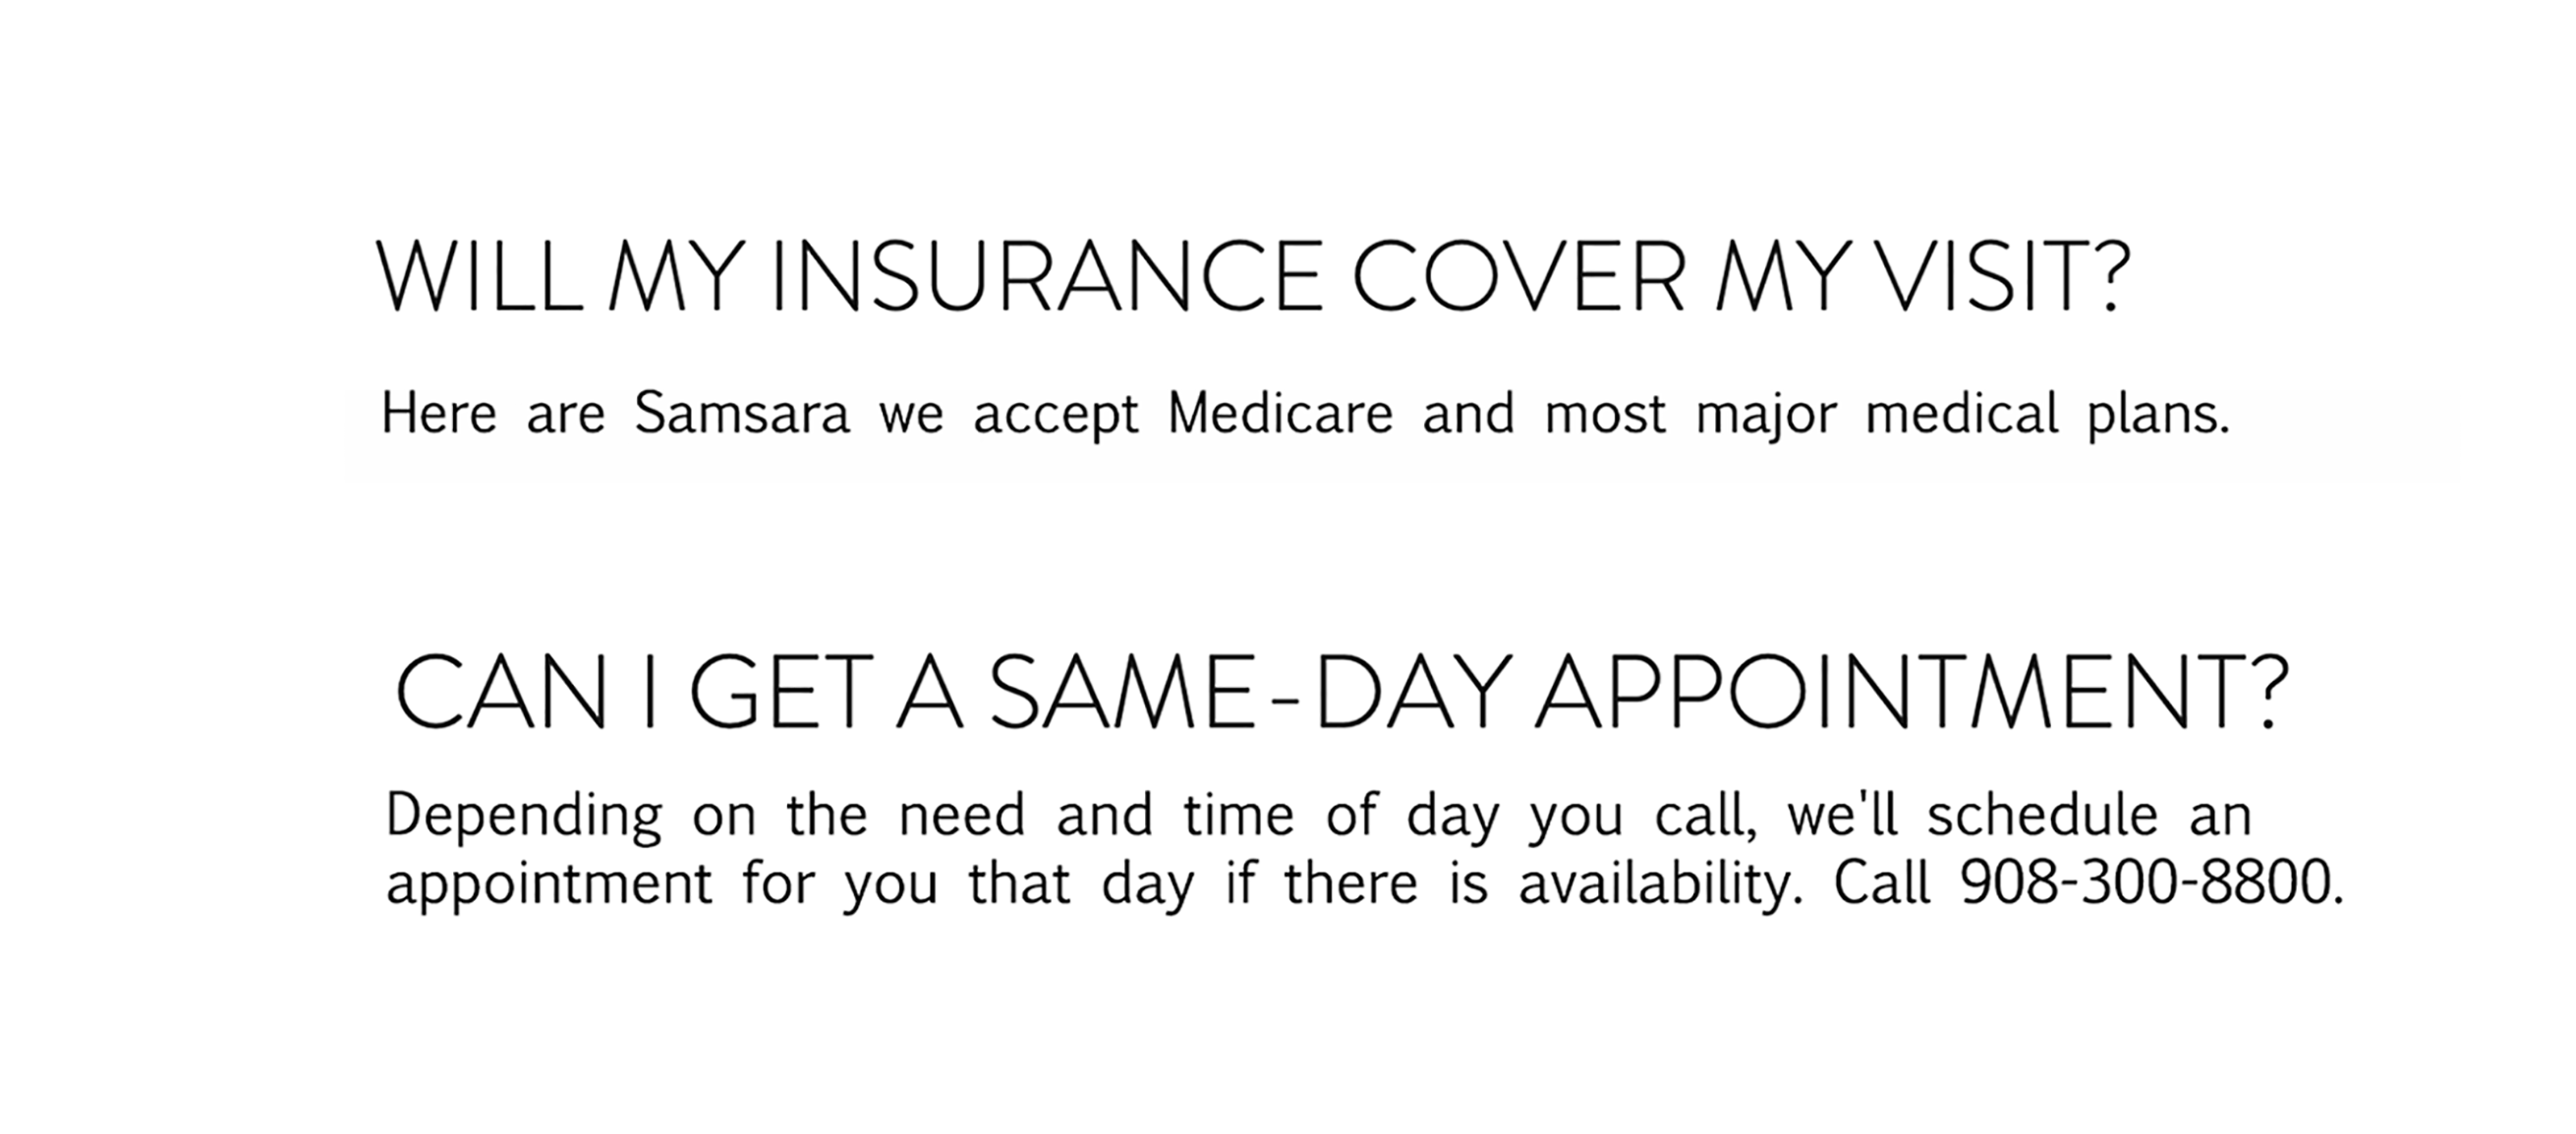 WILL MY INSURANCE COVER MY VISIT?
Here are Samsara we accept Medicare and most major medical plans.
CAN I GET A SAME-DAY APPOINTMENT?
Depending on the need and time of day you call, we'll schedule an
appointment for you that day if there is availability. Call 908-300-8800.